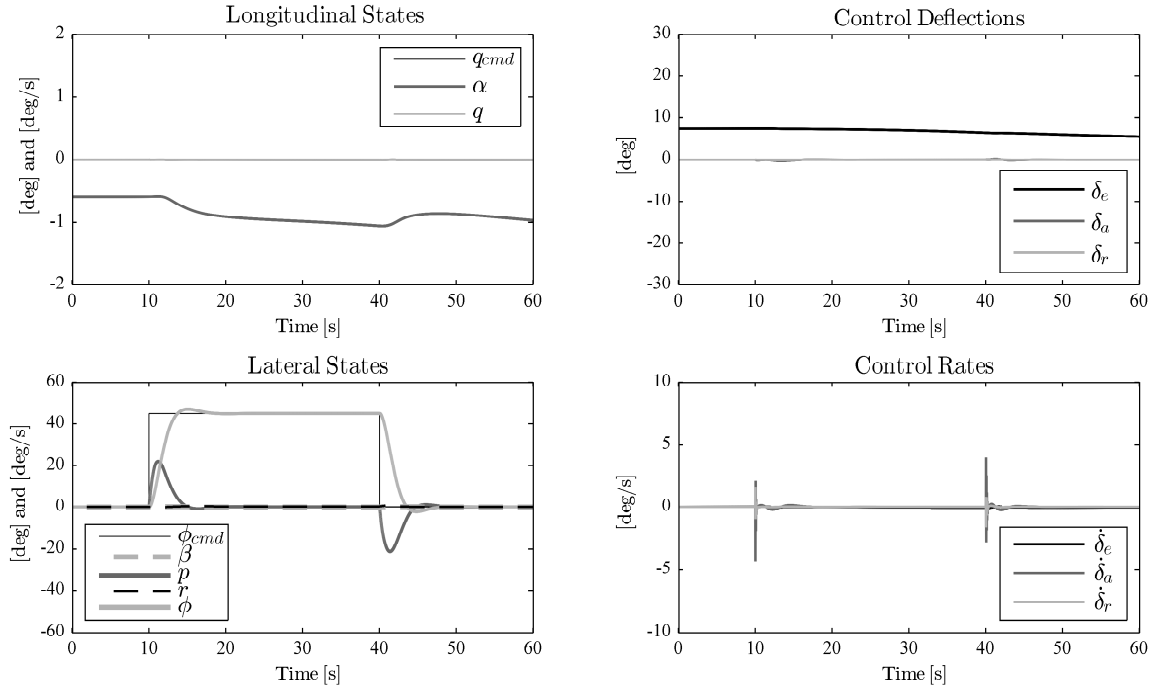 Longitudinal States
[deg] and [deg/s]
2
1
0
-1
-2
q_cmd
α
q
0 10 20 30 40 50 60
Time [s]
Control Deflections
[deg]
30
20
10
0
-10
-20
-30
δ_e
δ_a
δ_r
0 10 20 30 40 50 60
Time [s]
Lateral States
[deg] and [deg/s]
60
40
20
0
-20
-40
-60
ϕ_cmd
β
p
r
ϕ
0 10 20 30 40 50 60
Time [s]
Control Rates
[deg/s]
10
5
0
-5
-10
δ̇_e
δ̇_a
δ̇_r
0 10 20 30 40 50 60
Time [s]